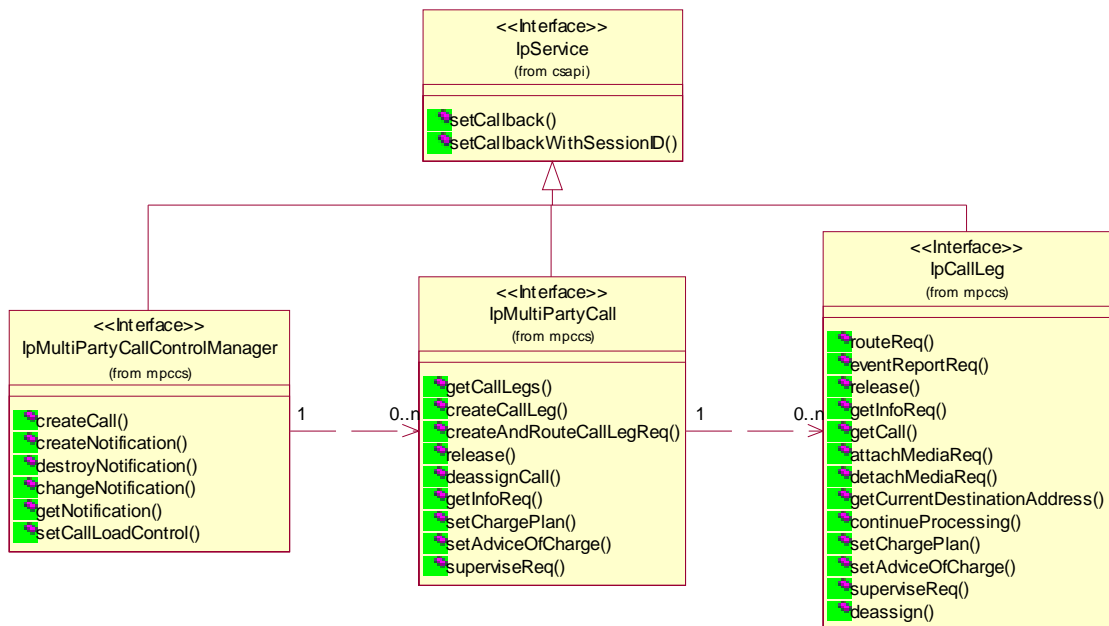 <<Interface>>
IpService
(from csapi)
setCallback()
setCallbackWithSessionID()
<<Interface>>
IpMultiPartyCallControlManager
(from mpccs)
createCall()
createNotification()
destroyNotification()
changeNotification()
getNotification()
setCallLoadControl()
1
0..n
<<Interface>>
IpMultiPartyCall
(from mpccs)
getCallLegs()
createCallLeg()
createAndRouteCallLegReq()
release()
deassignCall()
getInfoReq()
setChargePlan()
setAdviceOfCharge()
superviseReq()
1
0..n
<<Interface>>
IpCallLeg
(from mpccs)
routeReq()
eventReportReq()
release()
getInfoReq()
getCall()
attachMediaReq()
detachMediaReq()
getCurrentDestinationAddress()
continueProcessing()
setChargePlan()
setAdviceOfCharge()
superviseReq()
deassign()